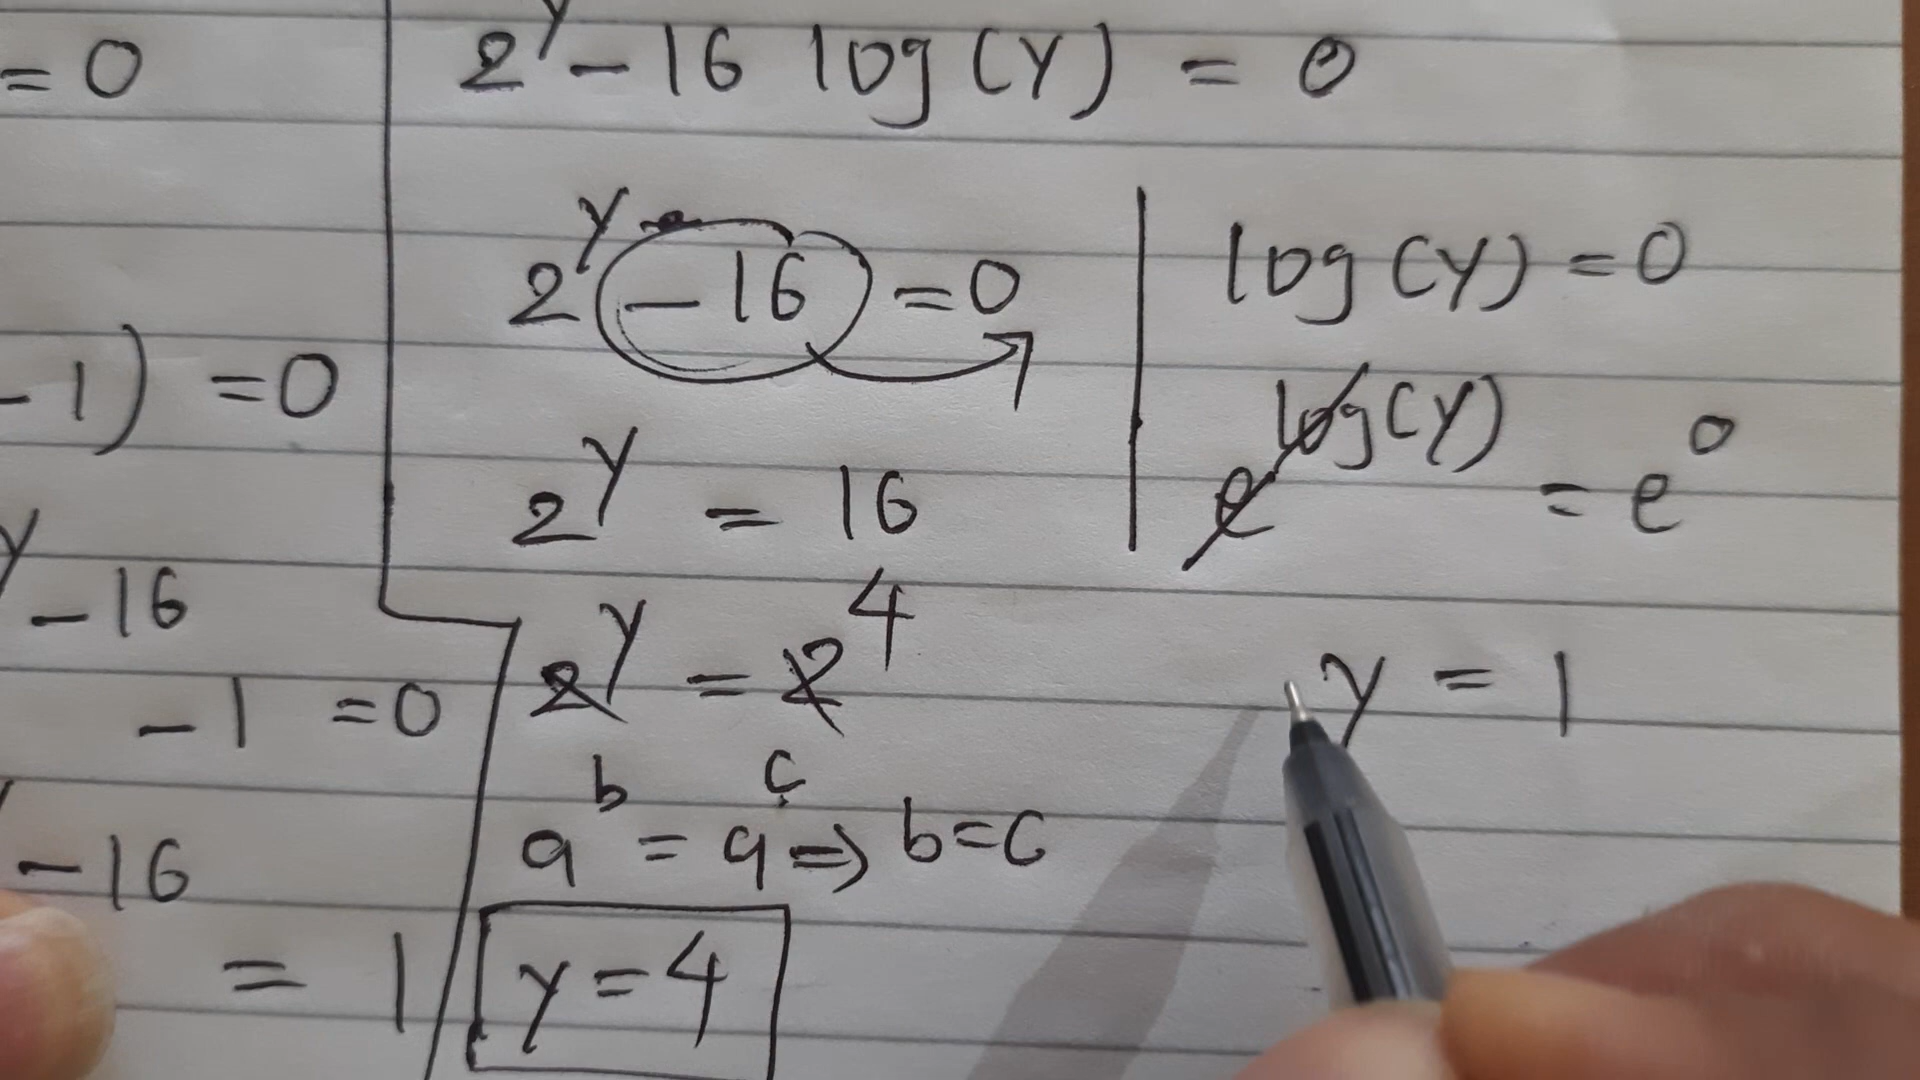 = 0
- 1) = 0
y - 16
- 1 = 0
- 16
= 1
2^y - 16 log(y) = 0
2^y - 16 = 0
2^y = 16
2^y = 2^4
a^b = a^c ⇒ b = c
y = 4
log(y) = 0
e^log(y) = e^0
y = 1